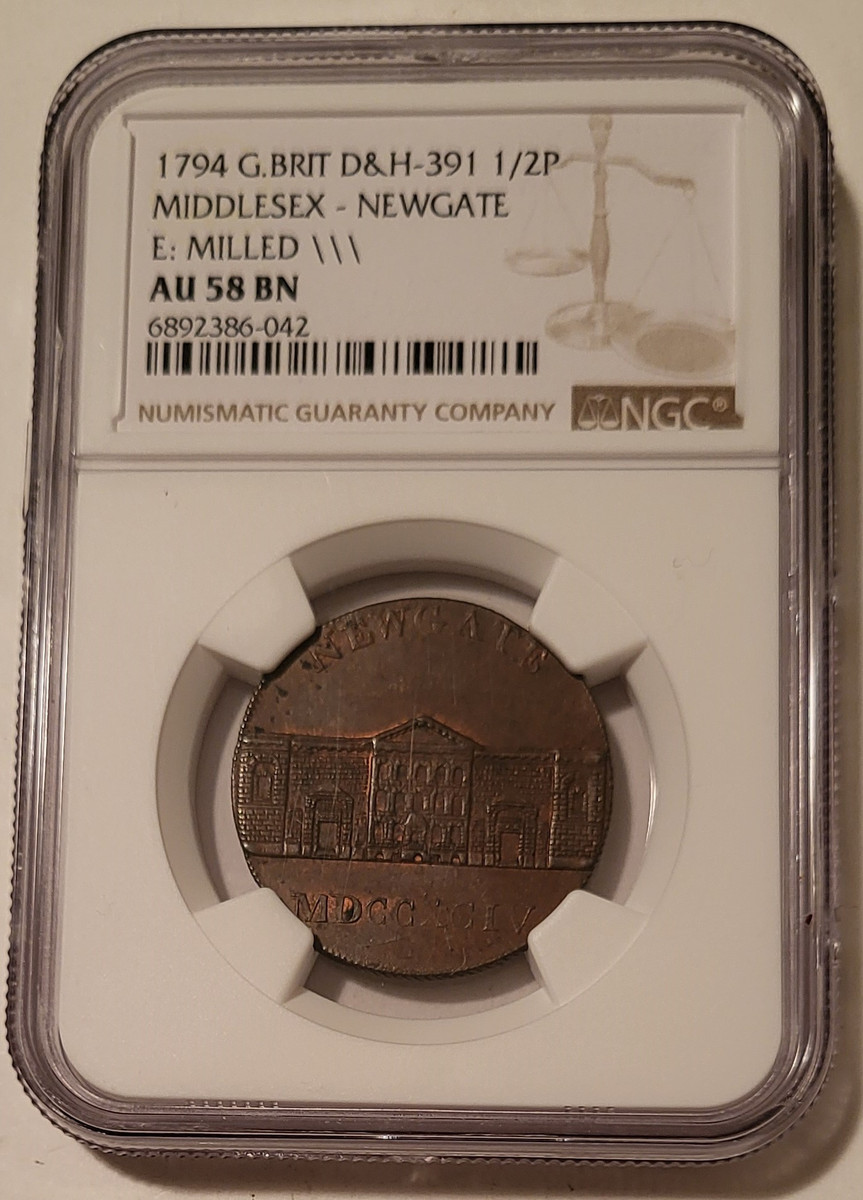 1794 G.BRIT D&H-391 1/2P
MIDDLESEX - NEWGATE
E: MILLED \\\
AU 58 BN
6892386-042
NUMISMATIC GUARANTY COMPANY NGC®
NEWGATE
MDCCXCIV